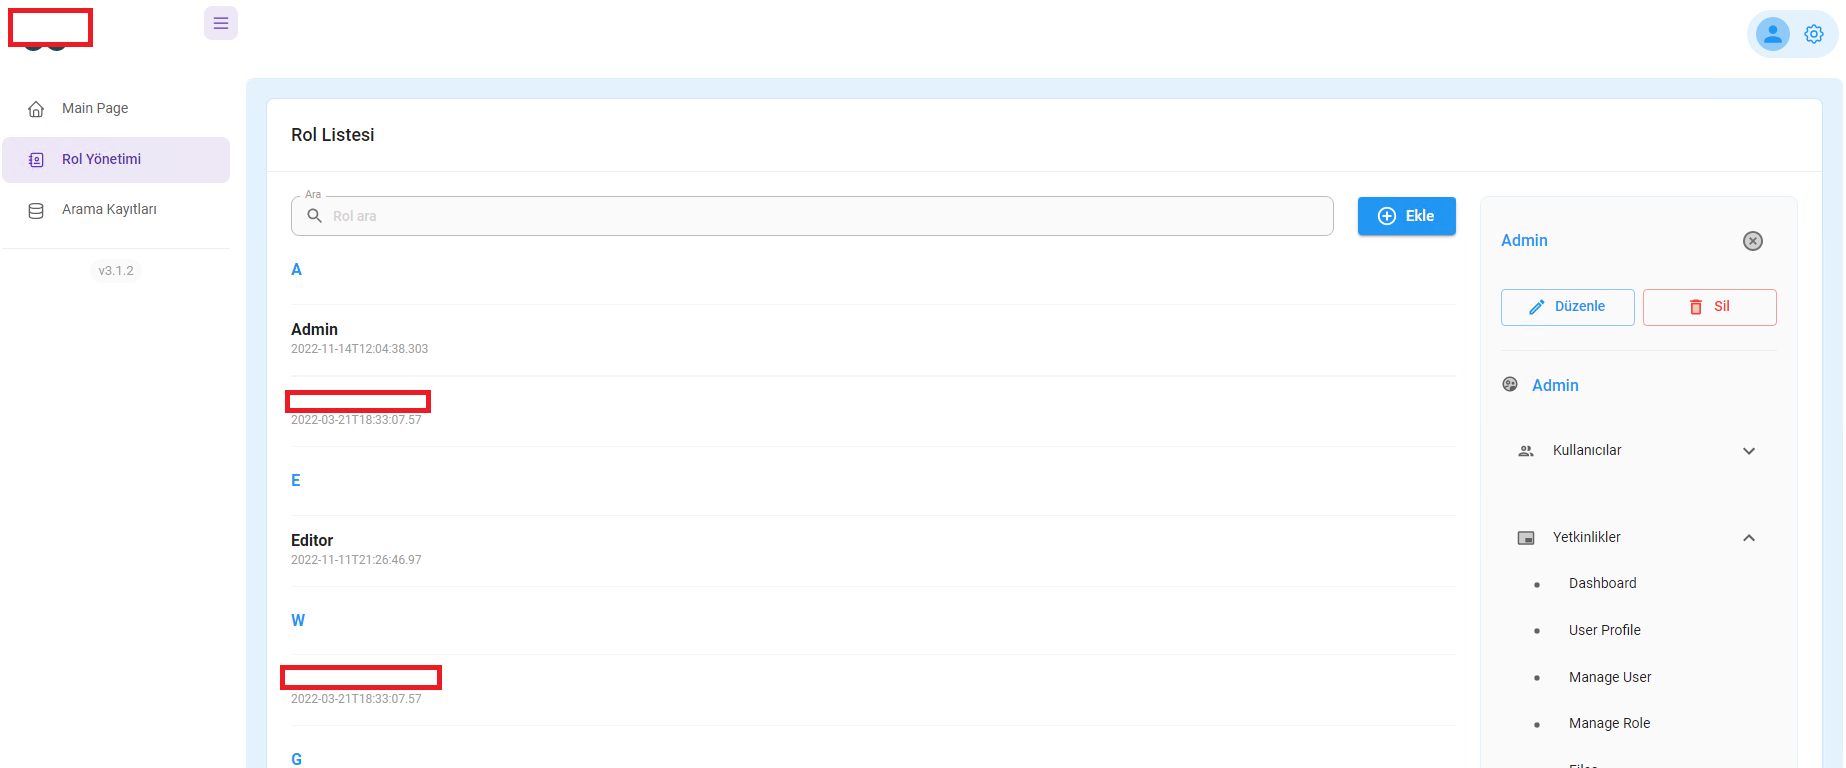 Main Page
Rol Yönetimi
Arama Kayıtları
v3.1.2
Rol Listesi
Ara
Rol ara
Ekle
A
Admin
2022-11-14T12:04:38.303
2022-03-21T18:33:07.57
E
Editor
2022-11-11T21:26:46.97
W
2022-03-21T18:33:07.57
G
Admin
Düzenle
Sil
Admin
Kullanıcılar
Yetkinlikler
Dashboard
User Profile
Manage User
Manage Role